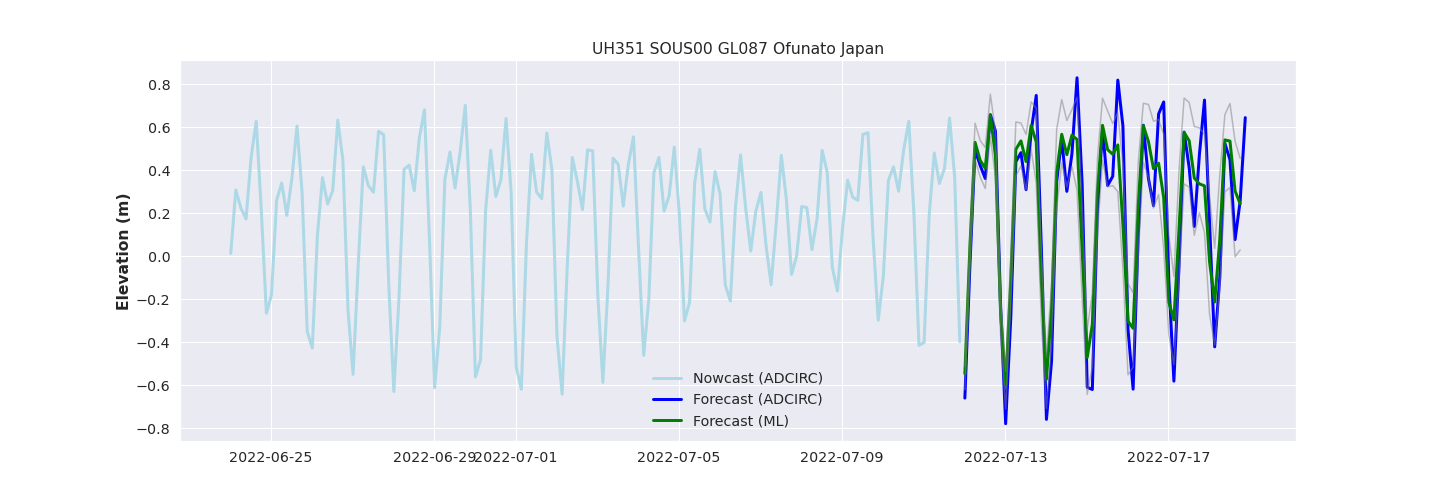 UH351 SOUS00 GL087 Ofunato Japan
Elevation (m)
0.8
0.6
0.4
0.2
0.0
−0.2
−0.4
−0.6
−0.8
Nowcast (ADCIRC)
Forecast (ADCIRC)
Forecast (ML)
2022-06-25 2022-06-29 2022-07-01 2022-07-05 2022-07-09 2022-07-13 2022-07-17